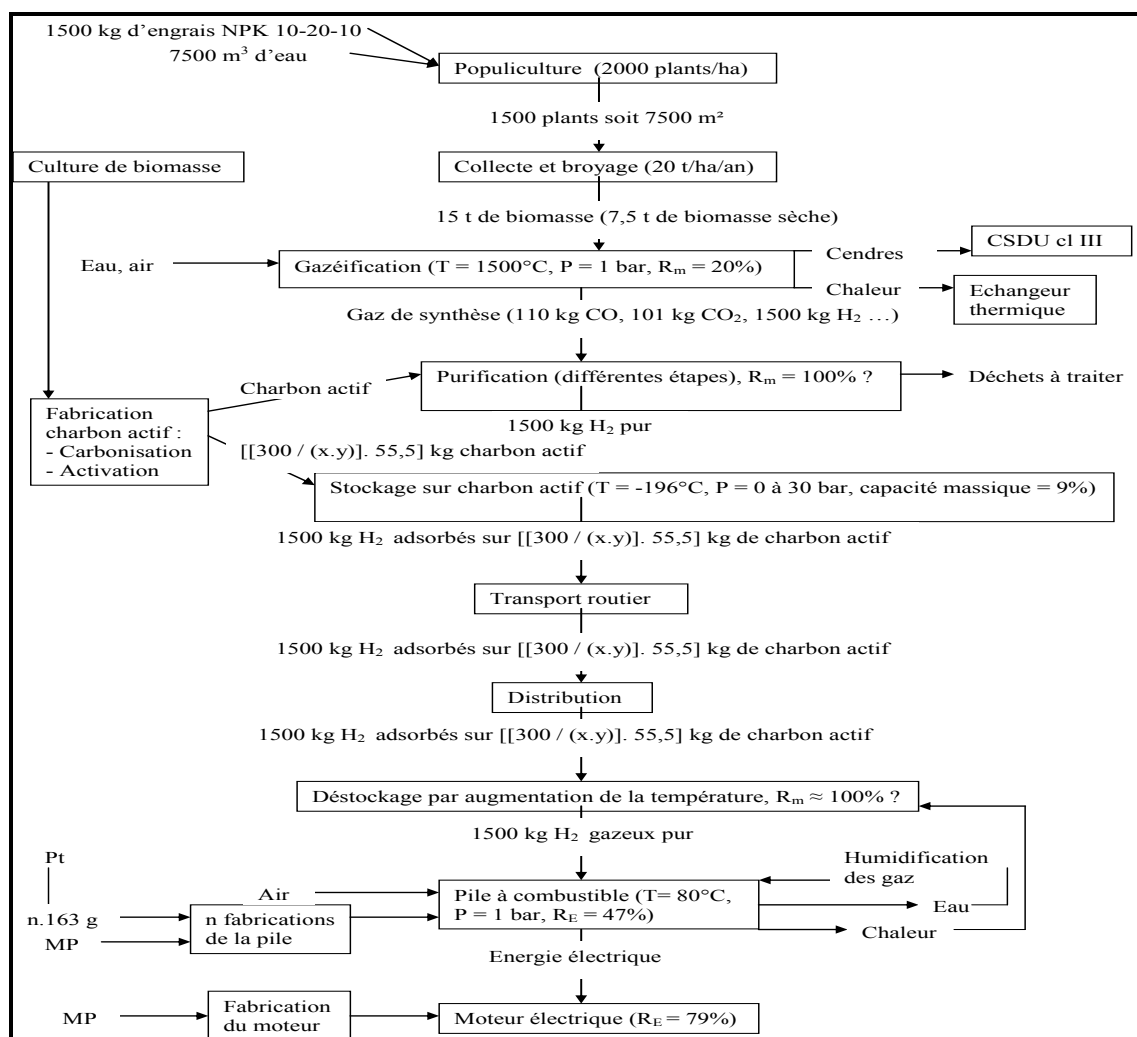 1500 kg d'engrais NPK 10-20-10
7500 m³ d'eau
Populiculture (2000 plants/ha)
1500 plants soit 7500 m²
Culture de biomasse
Collecte et broyage (20 t/ha/an)
15 t de biomasse (7,5 t de biomasse sèche)
Eau, air
Gazéification (T = 1500°C, P = 1 bar, Rm = 20%)
Cendres
CSDU cl III
Chaleur
Echangeur
thermique
Gaz de synthèse (110 kg CO, 101 kg CO₂, 1500 kg H₂ …)
Charbon actif
Purification (différentes étapes), Rm = 100% ?
Déchets à traiter
Fabrication
charbon actif :
- Carbonisation
- Activation
1500 kg H₂ pur
[[300 / (x.y)]. 55,5] kg charbon actif
Stockage sur charbon actif (T = -196°C, P = 0 à 30 bar, capacité massique = 9%)
1500 kg H₂ adsorbés sur [[300 / (x.y)]. 55,5] kg de charbon actif
Transport routier
1500 kg H₂ adsorbés sur [[300 / (x.y)]. 55,5] kg de charbon actif
Distribution
1500 kg H₂ adsorbés sur [[300 / (x.y)]. 55,5] kg de charbon actif
Déstockage par augmentation de la température, Rm ≈ 100% ?
1500 kg H₂ gazeux pur
Pt
n.163 g
MP
n fabrications
de la pile
Air
Pile à combustible (T= 80°C,
P = 1 bar, RE = 47%)
Humidification
des gaz
Eau
Chaleur
Energie électrique
MP
Fabrication
du moteur
Moteur électrique (RE = 79%)